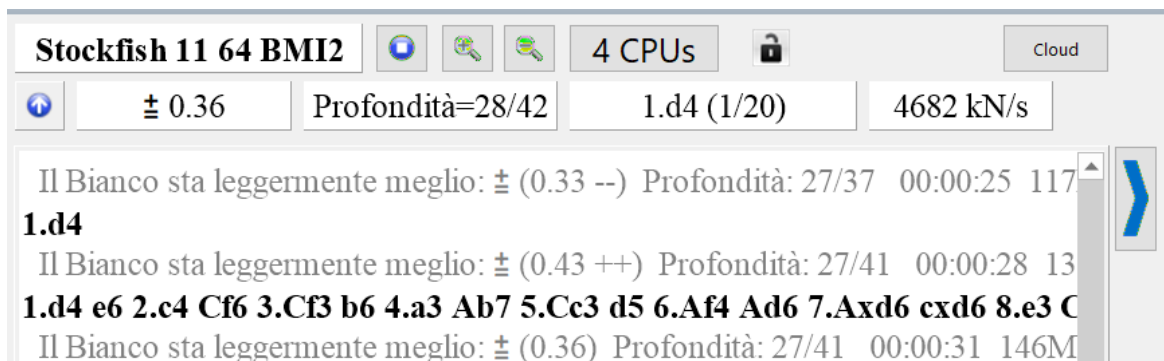 Stockfish 11 64 BMI2 4 CPUs Cloud
⩲ 0.36 Profondità=28/42 1.d4 (1/20) 4682 kN/s
Il Bianco sta leggermente meglio: ⩲ (0.33 --) Profondità: 27/37 00:00:25 117
1.d4
Il Bianco sta leggermente meglio: ⩲ (0.43 ++) Profondità: 27/41 00:00:28 13
1.d4 e6 2.c4 Cf6 3.Cf3 b6 4.a3 Ab7 5.Cc3 d5 6.Af4 Ad6 7.Axd6 cxd6 8.e3 C
Il Bianco sta leggermente meglio: ⩲ (0.36) Profondità: 27/41 00:00:31 146M